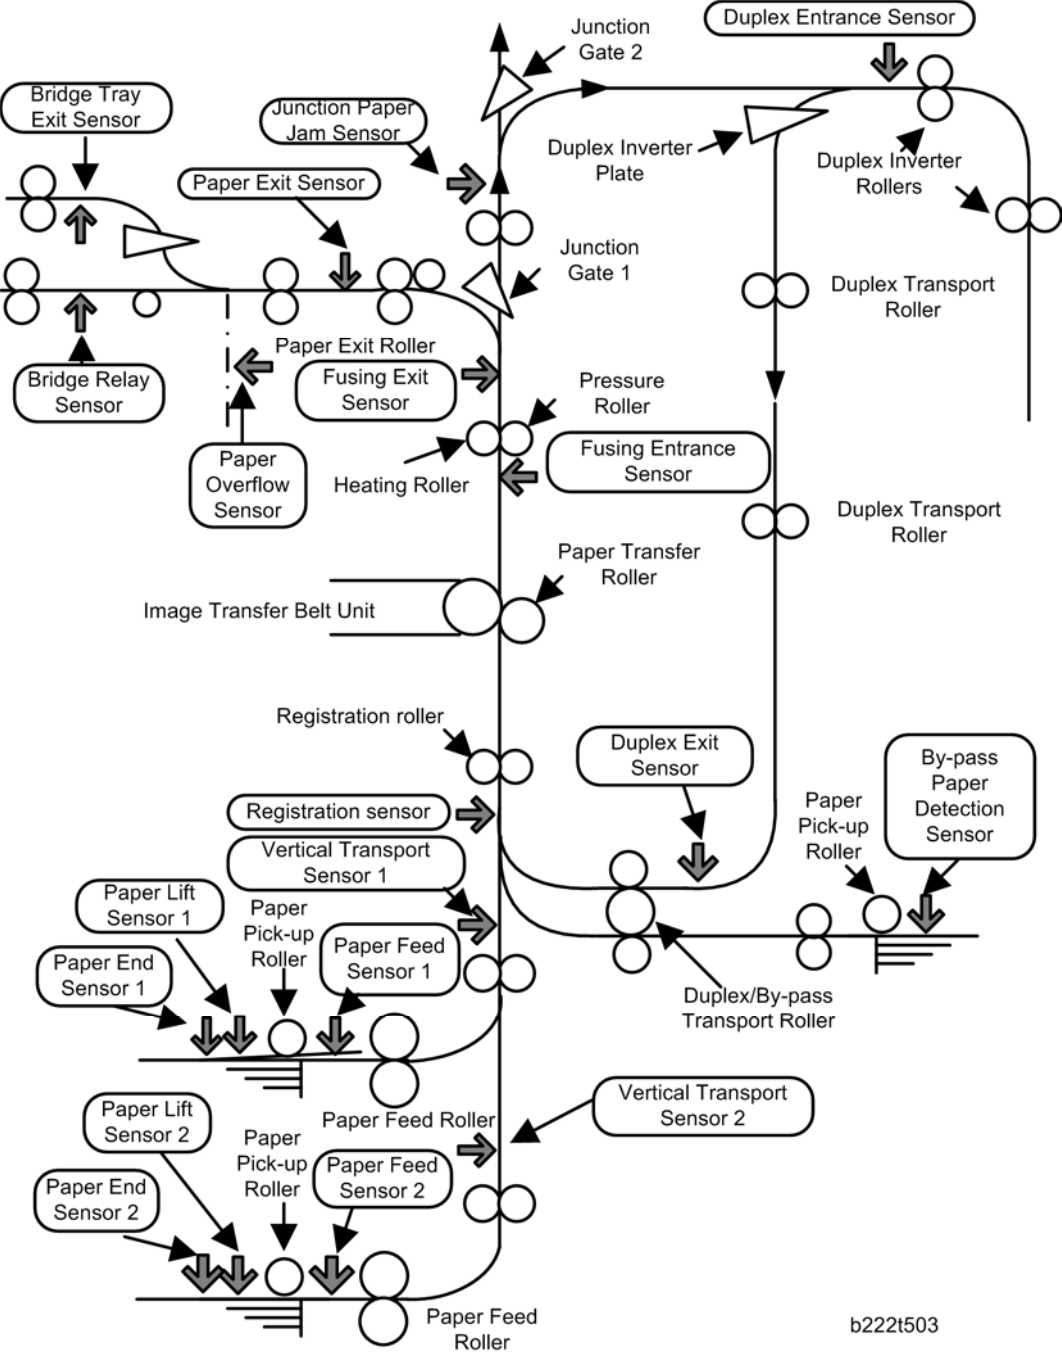 Duplex Entrance Sensor
Junction
Gate 2
Bridge Tray
Exit Sensor
Junction Paper
Jam Sensor
Duplex Inverter
Plate
Duplex Inverter
Rollers
Paper Exit Sensor
Junction
Gate 1
Duplex Transport
Roller
Paper Exit Roller
Bridge Relay
Sensor
Fusing Exit
Sensor
Pressure
Roller
Paper
Overflow
Sensor
Heating Roller
Fusing Entrance
Sensor
Duplex Transport
Roller
Paper Transfer
Roller
Image Transfer Belt Unit
Registration roller
Duplex Exit
Sensor
By-pass
Paper
Detection
Sensor
Paper
Pick-up
Roller
Registration sensor
Vertical Transport
Sensor 1
Paper Lift
Sensor 1
Paper
Pick-up
Roller
Paper Feed
Sensor 1
Paper End
Sensor 1
Duplex/By-pass
Transport Roller
Paper Feed Roller
Vertical Transport
Sensor 2
Paper Lift
Sensor 2
Paper
Pick-up
Roller
Paper Feed
Sensor 2
Paper End
Sensor 2
Paper Feed
Roller
b222t503